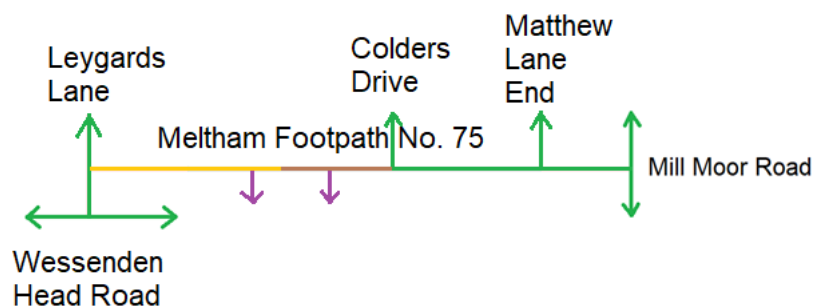 Leygards
Lane
Colders
Drive
Matthew
Lane
End
Meltham Footpath No. 75
Mill Moor Road
Wessenden
Head Road